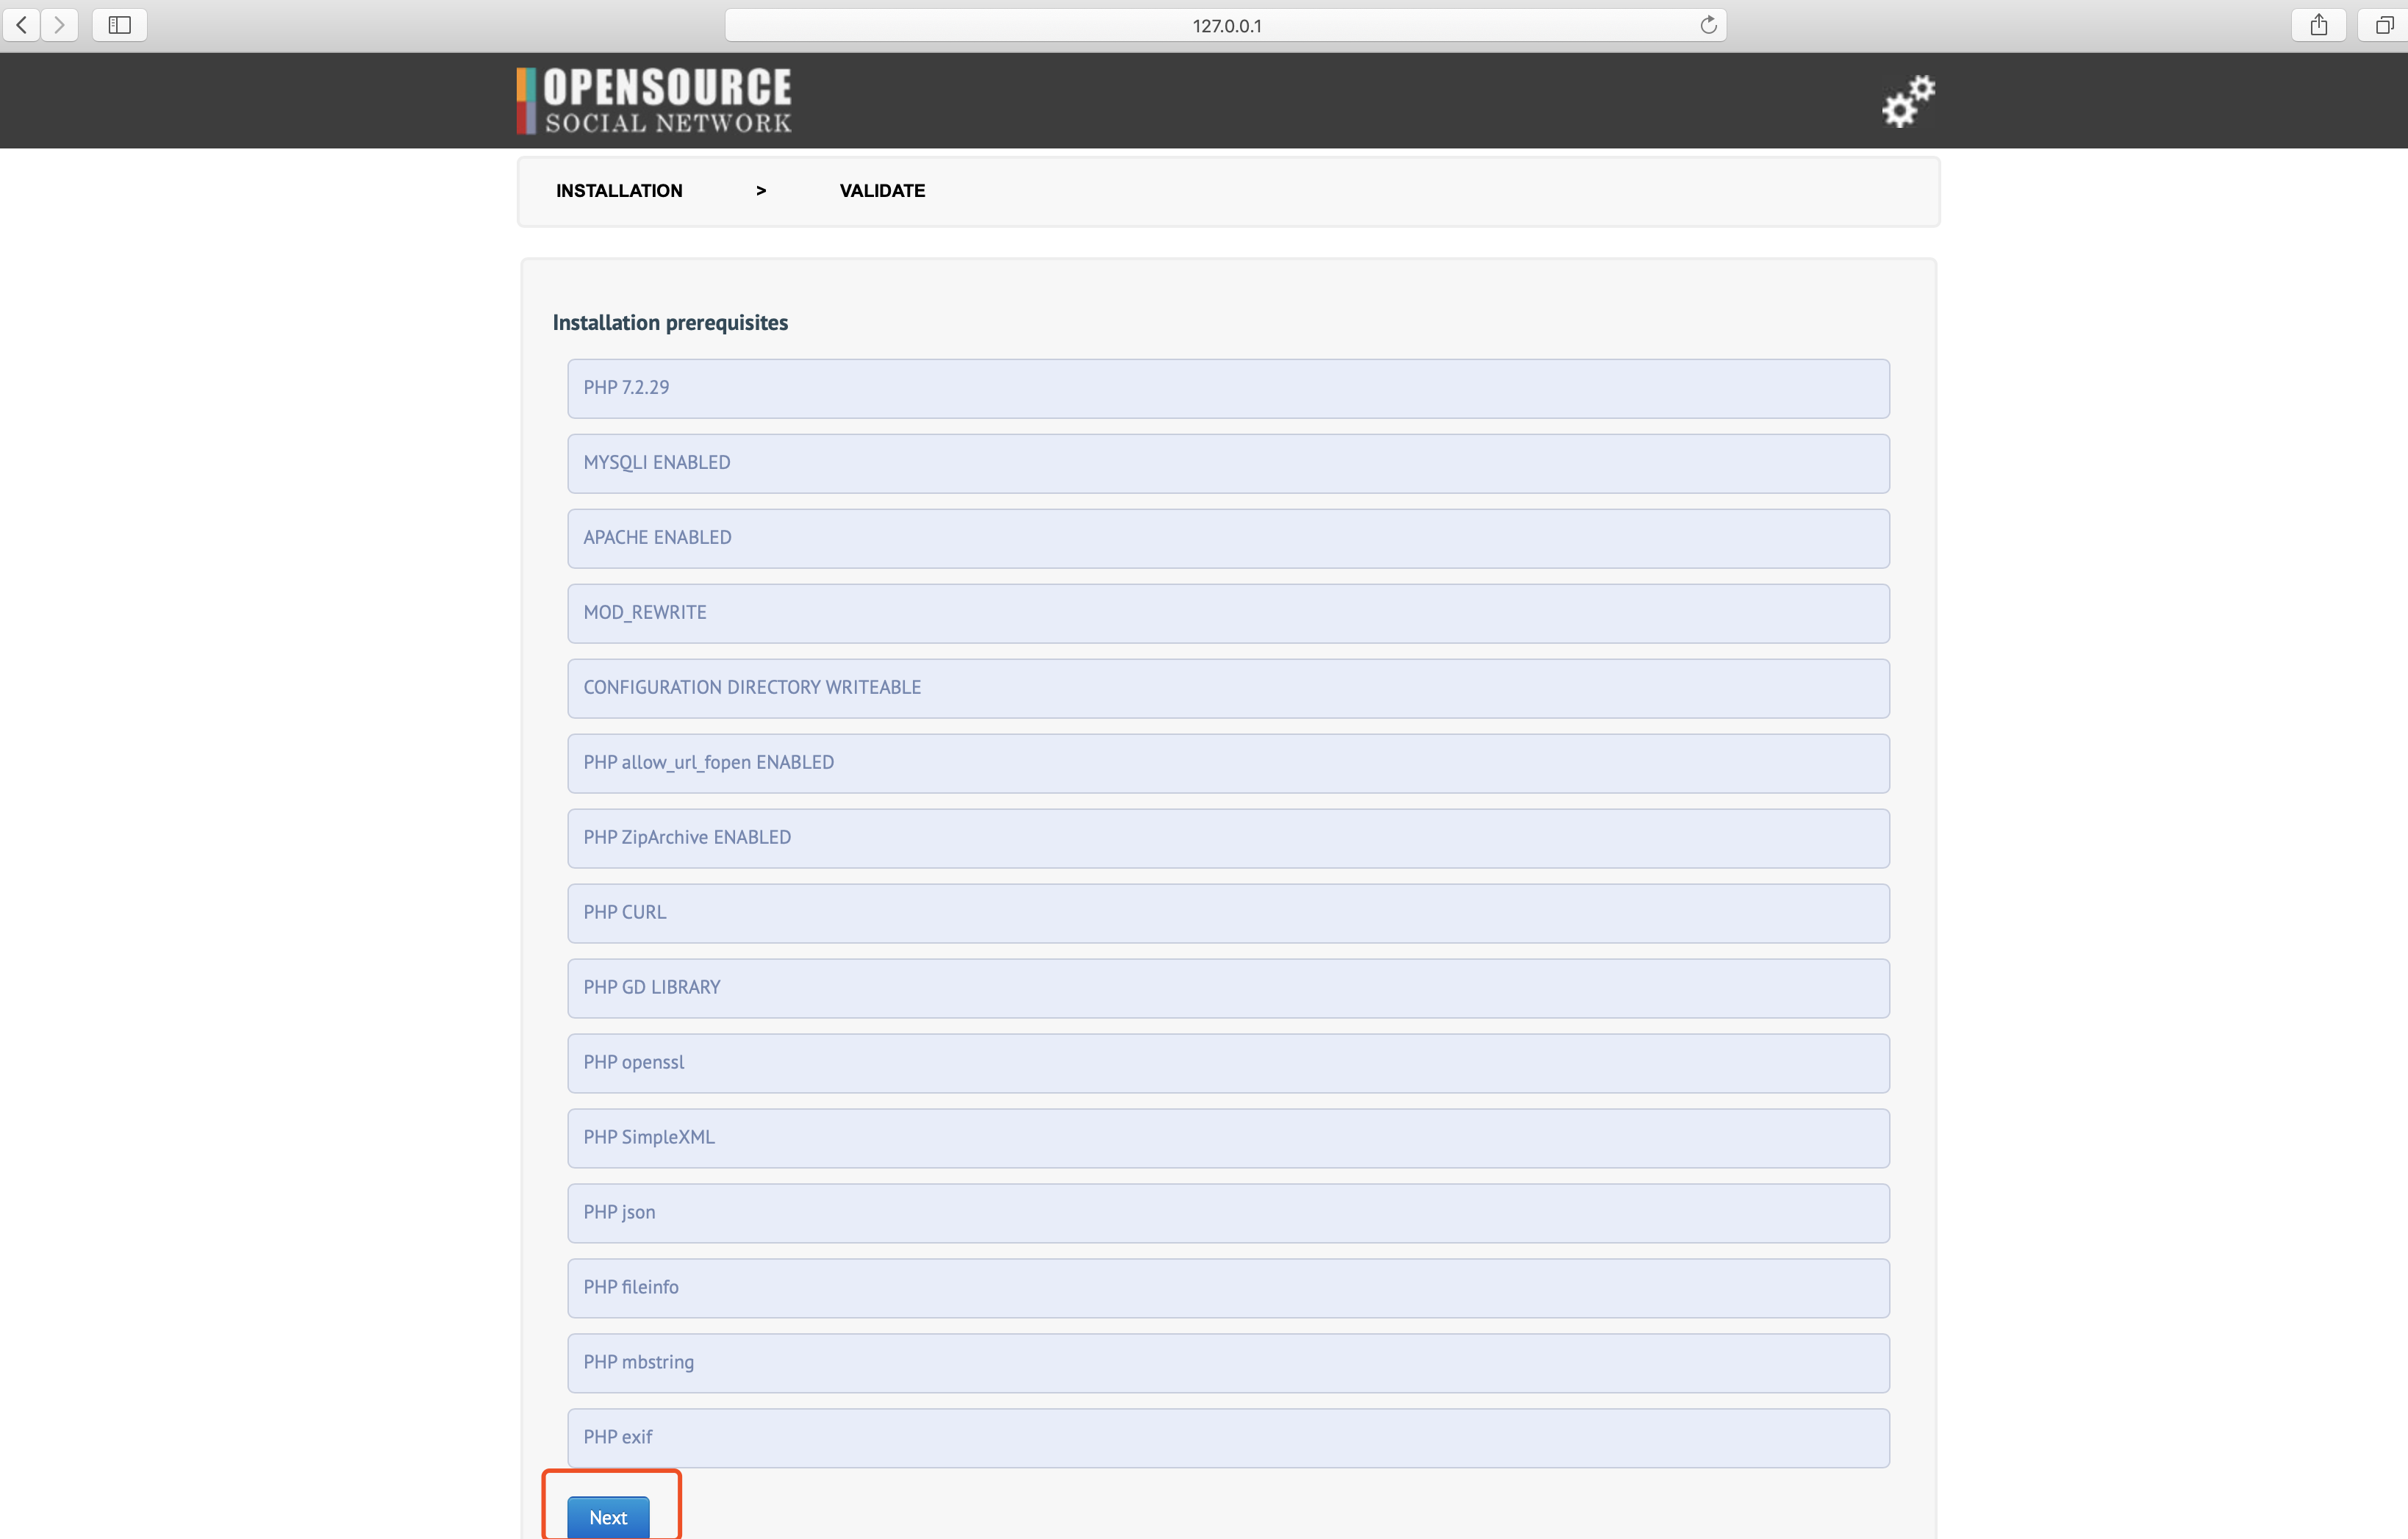 127.0.0.1
OPENSOURCE
SOCIAL NETWORK
INSTALLATION > VALIDATE
Installation prerequisites
PHP 7.2.29
MYSQLI ENABLED
APACHE ENABLED
MOD_REWRITE
CONFIGURATION DIRECTORY WRITEABLE
PHP allow_url_fopen ENABLED
PHP ZipArchive ENABLED
PHP CURL
PHP GD LIBRARY
PHP openssl
PHP SimpleXML
PHP json
PHP fileinfo
PHP mbstring
PHP exif
Next